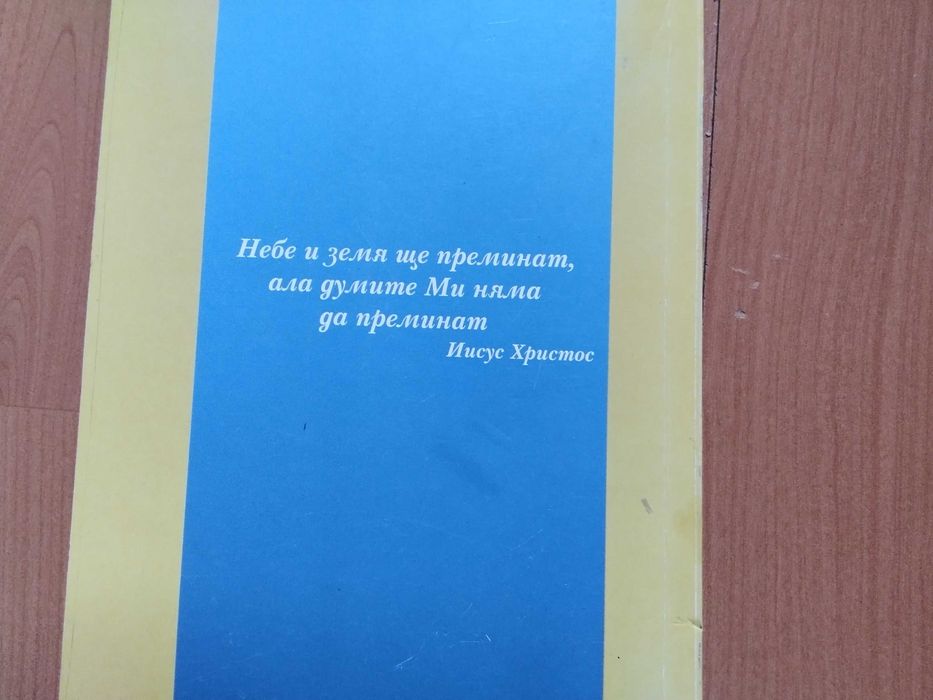 Небе и земя ще преминат,
ала думите Ми няма
да преминат
Иисус Христос